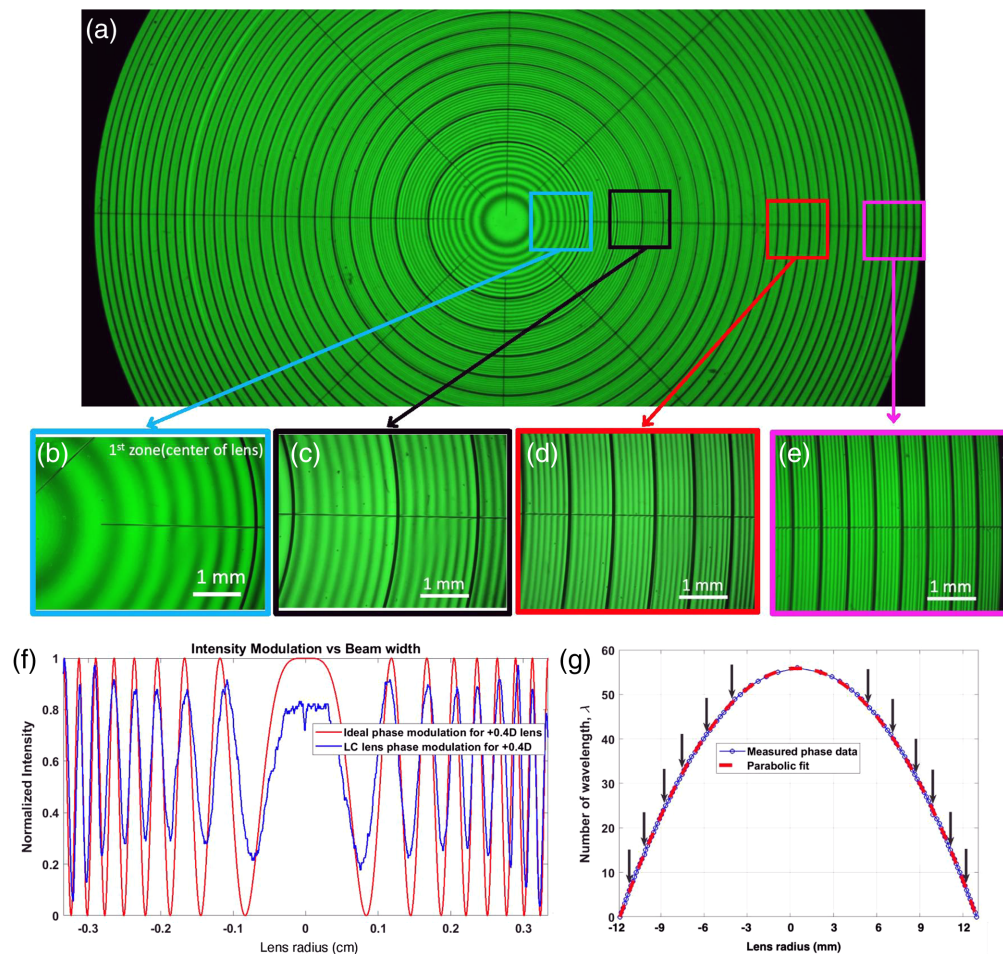 (a)
(b)
1st zone(center of lens)
1 mm
(c)
1 mm
(d)
1 mm
(e)
1 mm
(f)
Intensity Modulation vs Beam width
Normalized Intensity
1
0.8
0.6
0.4
0.2
0
Ideal phase modulation for +0.4D lens
LC lens phase modulation for +0.4D
-0.3
-0.2
-0.1
0
0.1
0.2
0.3
Lens radius (cm)
(g)
Number of wavelength, λ
60
50
40
30
20
10
0
Measured phase data
Parabolic fit
-12
-9
-6
-3
0
3
6
9
12
Lens radius (mm)